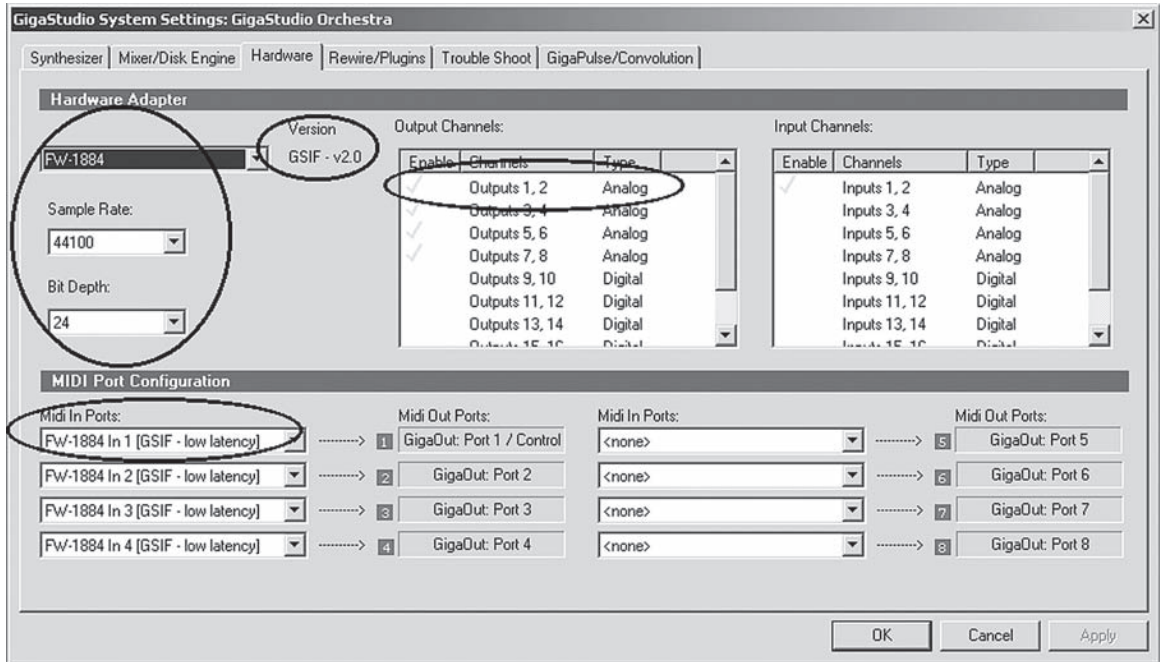 GigaStudio System Settings: GigaStudio Orchestra
Synthesizer Mixer/Disk Engine Hardware Rewire/Plugins Trouble Shoot GigaPulse/Convolution
Hardware Adapter
Version
GSIF - v2.0
FW-1884
Sample Rate:
44100
Bit Depth:
24
Output Channels:
Enable Channels Type
Outputs 1, 2 Analog
Outputs 3, 4 Analog
Outputs 5, 6 Analog
Outputs 7, 8 Analog
Outputs 9, 10 Digital
Outputs 11, 12 Digital
Outputs 13, 14 Digital
Outputs 15, 16 Digital
Input Channels:
Enable Channels Type
Inputs 1, 2 Analog
Inputs 3, 4 Analog
Inputs 5, 6 Analog
Inputs 7, 8 Analog
Inputs 9, 10 Digital
Inputs 11, 12 Digital
Inputs 13, 14 Digital
Inputs 15, 16 Digital
MIDI Port Configuration
Midi In Ports: Midi Out Ports: Midi In Ports: Midi Out Ports:
FW-1884 In 1 [GSIF - low latency] ---------> 1 GigaOut: Port 1 / Control <none> ---------> 5 GigaOut: Port 5
FW-1884 In 2 [GSIF - low latency] ---------> 2 GigaOut: Port 2 <none> ---------> 6 GigaOut: Port 6
FW-1884 In 3 [GSIF - low latency] ---------> 3 GigaOut: Port 3 <none> ---------> 7 GigaOut: Port 7
FW-1884 In 4 [GSIF - low latency] ---------> 4 GigaOut: Port 4 <none> ---------> 8 GigaOut: Port 8
OK Cancel Apply